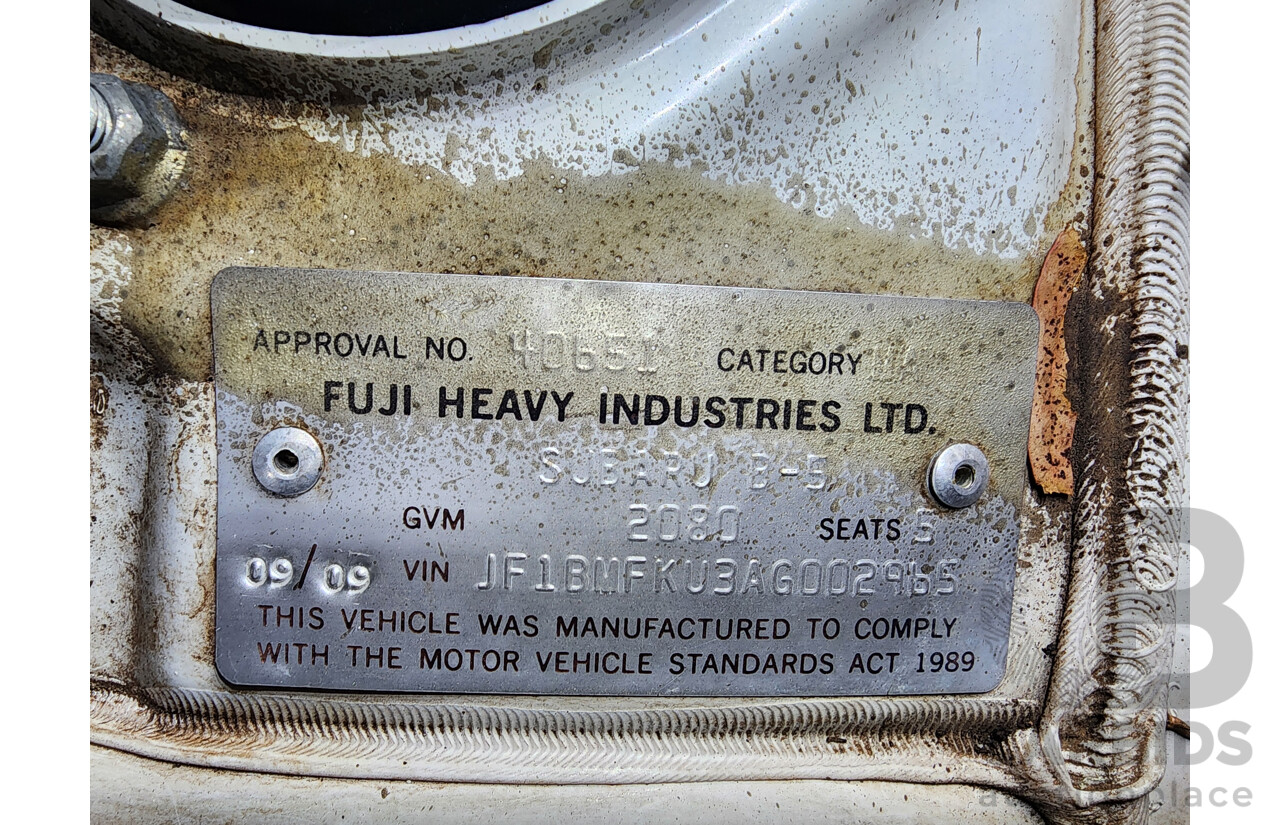 APPROVAL NO. 40651 CATEGORY
FUJI HEAVY INDUSTRIES LTD.
SUBARU B-5
GVM 2080 SEATS 5
09/09 VIN JF1BMFKU3AG002965
THIS VEHICLE WAS MANUFACTURED TO COMPLY
WITH THE MOTOR VEHICLE STANDARDS ACT 1989